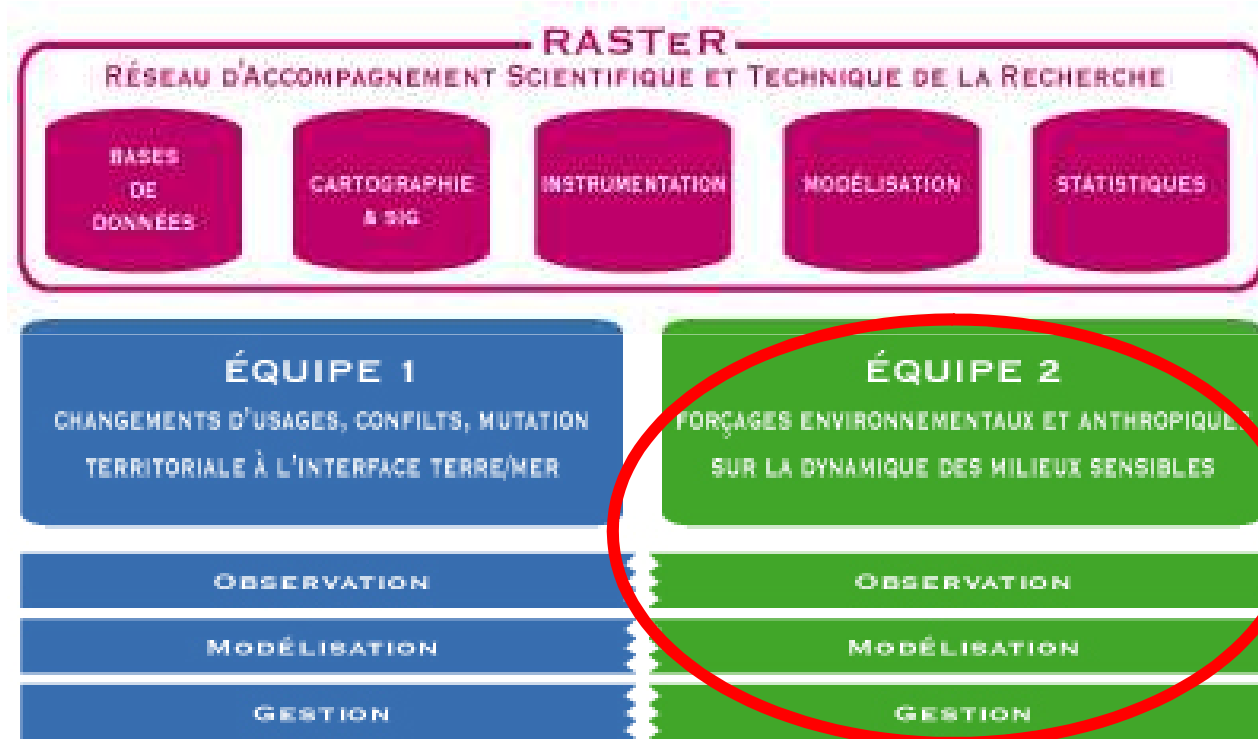 RASTeR
Réseau d'Accompagnement Scientifique et Technique de la Recherche
BASES
DE
DONNÉES
CARTOGRAPHIE
& SIG
INSTRUMENTATION
MODÉLISATION
STATISTIQUES
ÉQUIPE 1
CHANGEMENTS D'USAGES, CONFILTS, MUTATION
TERRITORIALE À L'INTERFACE TERRE/MER
ÉQUIPE 2
FORÇAGES ENVIRONNEMENTAUX ET ANTHROPIQUES
SUR LA DYNAMIQUE DES MILIEUX SENSIBLES
Observation
Observation
Modélisation
Modélisation
Gestion
Gestion